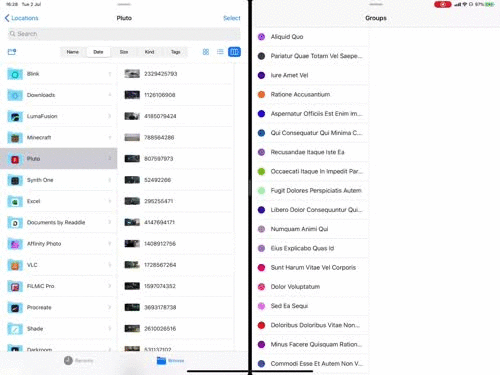 16:28 Tue 2 Jul
97%
Locations
Pluto
Select
Search
Name
Date
Size
Kind
Tags
Blink
Downloads
LumaFusion
Minecraft
Pluto
Synth One
Excel
Documents by Readdle
Affinity Photo
VLC
FiLMiC Pro
Procreate
Shade
Darkroom
2329425793
1126106908
4185079424
788564286
807597973
52492286
295255471
4147694171
1408912756
1728567264
1597074352
3693178738
2610026516
531137107
Recents
Browse
Groups
Aliquid Quo
Pariatur Quae Totam Vel Saepe...
Iure Amet Vel
Ratione Accusantium
Aspernatur Officiis Est Enim Im...
Qui Consequatur Qui Minima C...
Recusandae Itaque Iste Ea
Occaecati Itaque In Impedit Par...
Fugit Dolores Perspiciatis Autem
Libero Dolor Consequuntur Qui...
Numquam Animi Qui
Eius Explicabo Quas Id
Sunt Harum Vitae Vel Corporis
Dolor Voluptatum
Sed Ea Sequi
Doloribus Doloribus Vitae Non...
Minus Facere Quisquam Ration...
Commodi Esse Et Autem Non V...